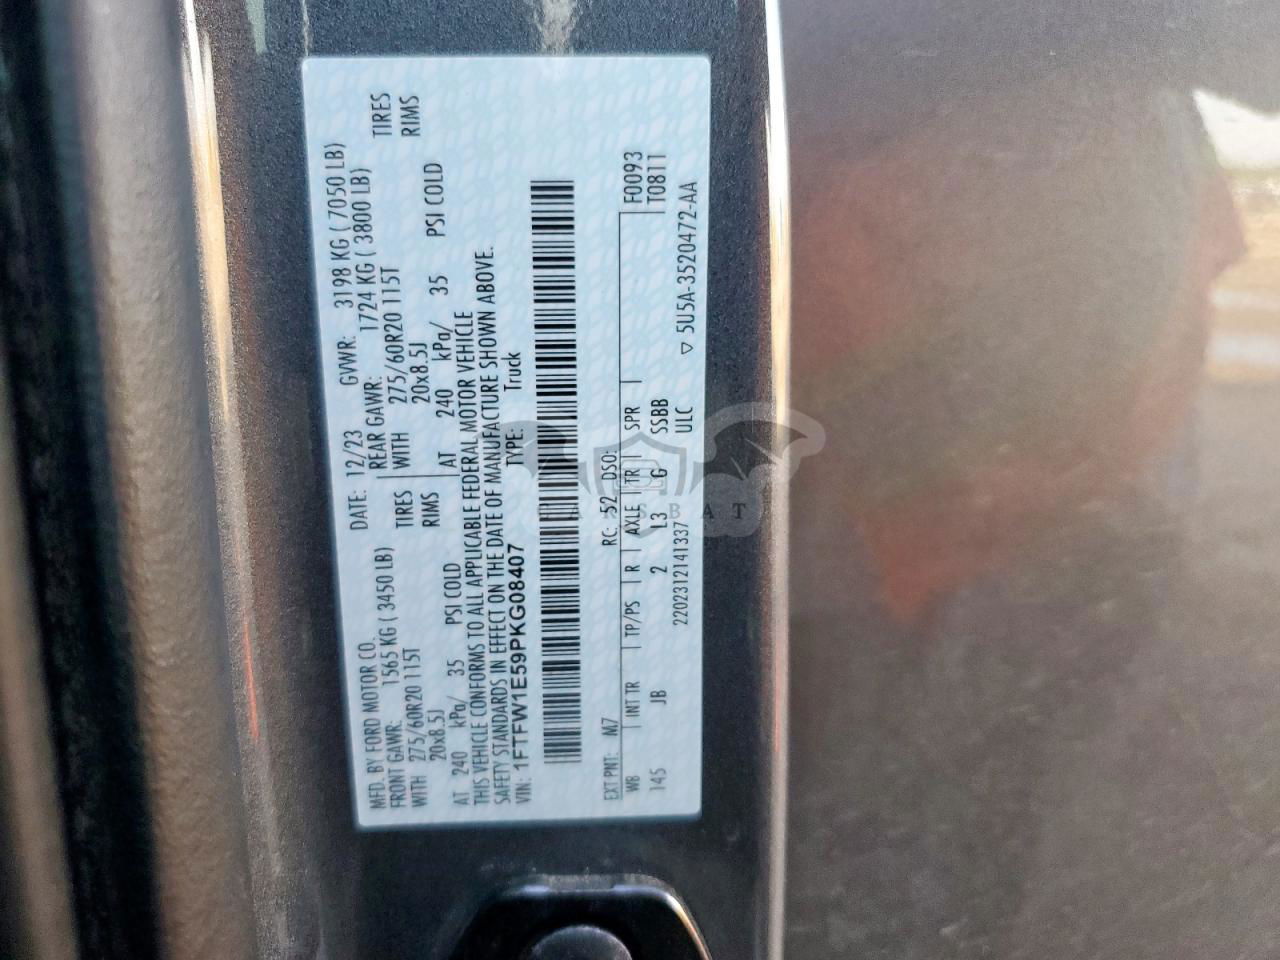 MFD. BY FORD MOTOR CO.
DATE: 12/23 GVWR: 3198 KG ( 7050 LB)
FRONT GAWR: 1565 KG ( 3450 LB)
REAR GAWR: 1724 KG ( 3800 LB)
WITH 275/60R20 115T TIRES
WITH 275/60R20 115T TIRES
20x8.5J RIMS
20x8.5J RIMS
AT 240 kPa/ 35 PSI COLD
AT 240 kPa/ 35 PSI COLD
THIS VEHICLE CONFORMS TO ALL APPLICABLE FEDERAL MOTOR VEHICLE
SAFETY STANDARDS IN EFFECT ON THE DATE OF MANUFACTURE SHOWN ABOVE.
VIN: 1FTFW1E59PKG08407 TYPE: Truck
EXT PNT: M7 RC: 52 DSO: F0093
WB INT TR TP/PS R AXLE TR SPR T0811
145 JB 2 L3 LG SSBB
2202312141337 ULC
▽ 5U5A-3520472-AA
CARSBAT